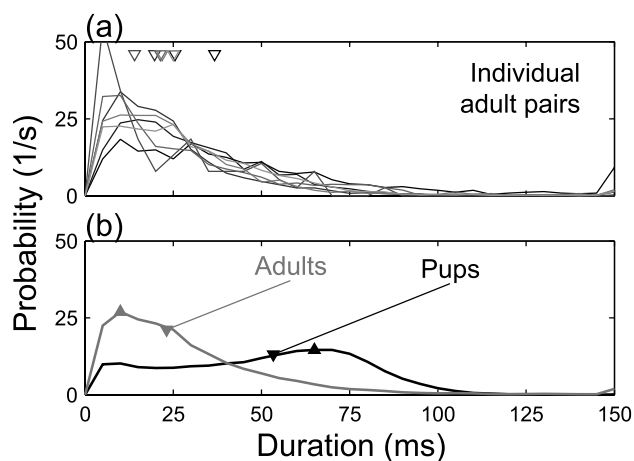 (a)
50
25
0
Individual
adult pairs
(b)
50
25
0
Adults
Pups
0
25
50
75
100
125
150
Probability (1/s)
Duration (ms)